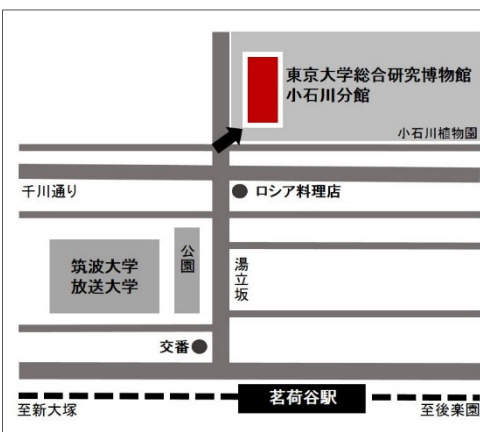 東京大学総合研究博物館
小石川分館
小石川植物園
千川通り
ロシア料理店
公園
筑波大学
放送大学
湯立坂
交番
茗荷谷駅
至新大塚
至後楽園